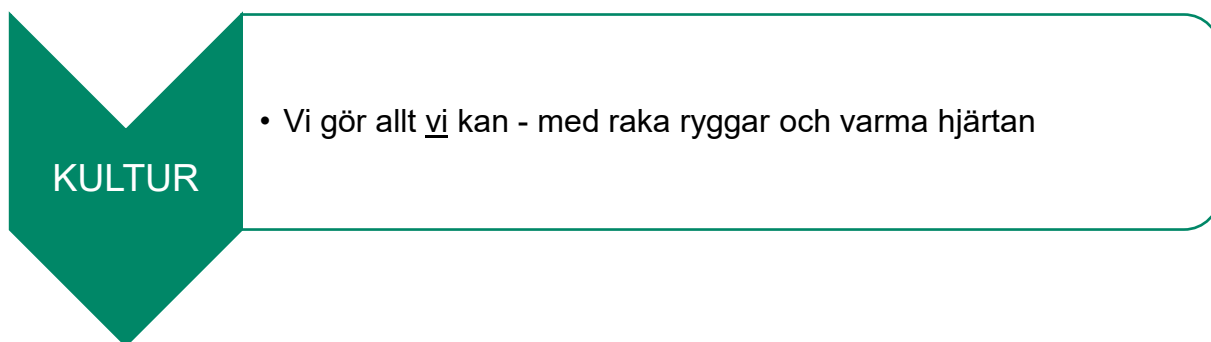 • Vi gör allt vi kan - med raka ryggar och varma hjärtan
KULTUR